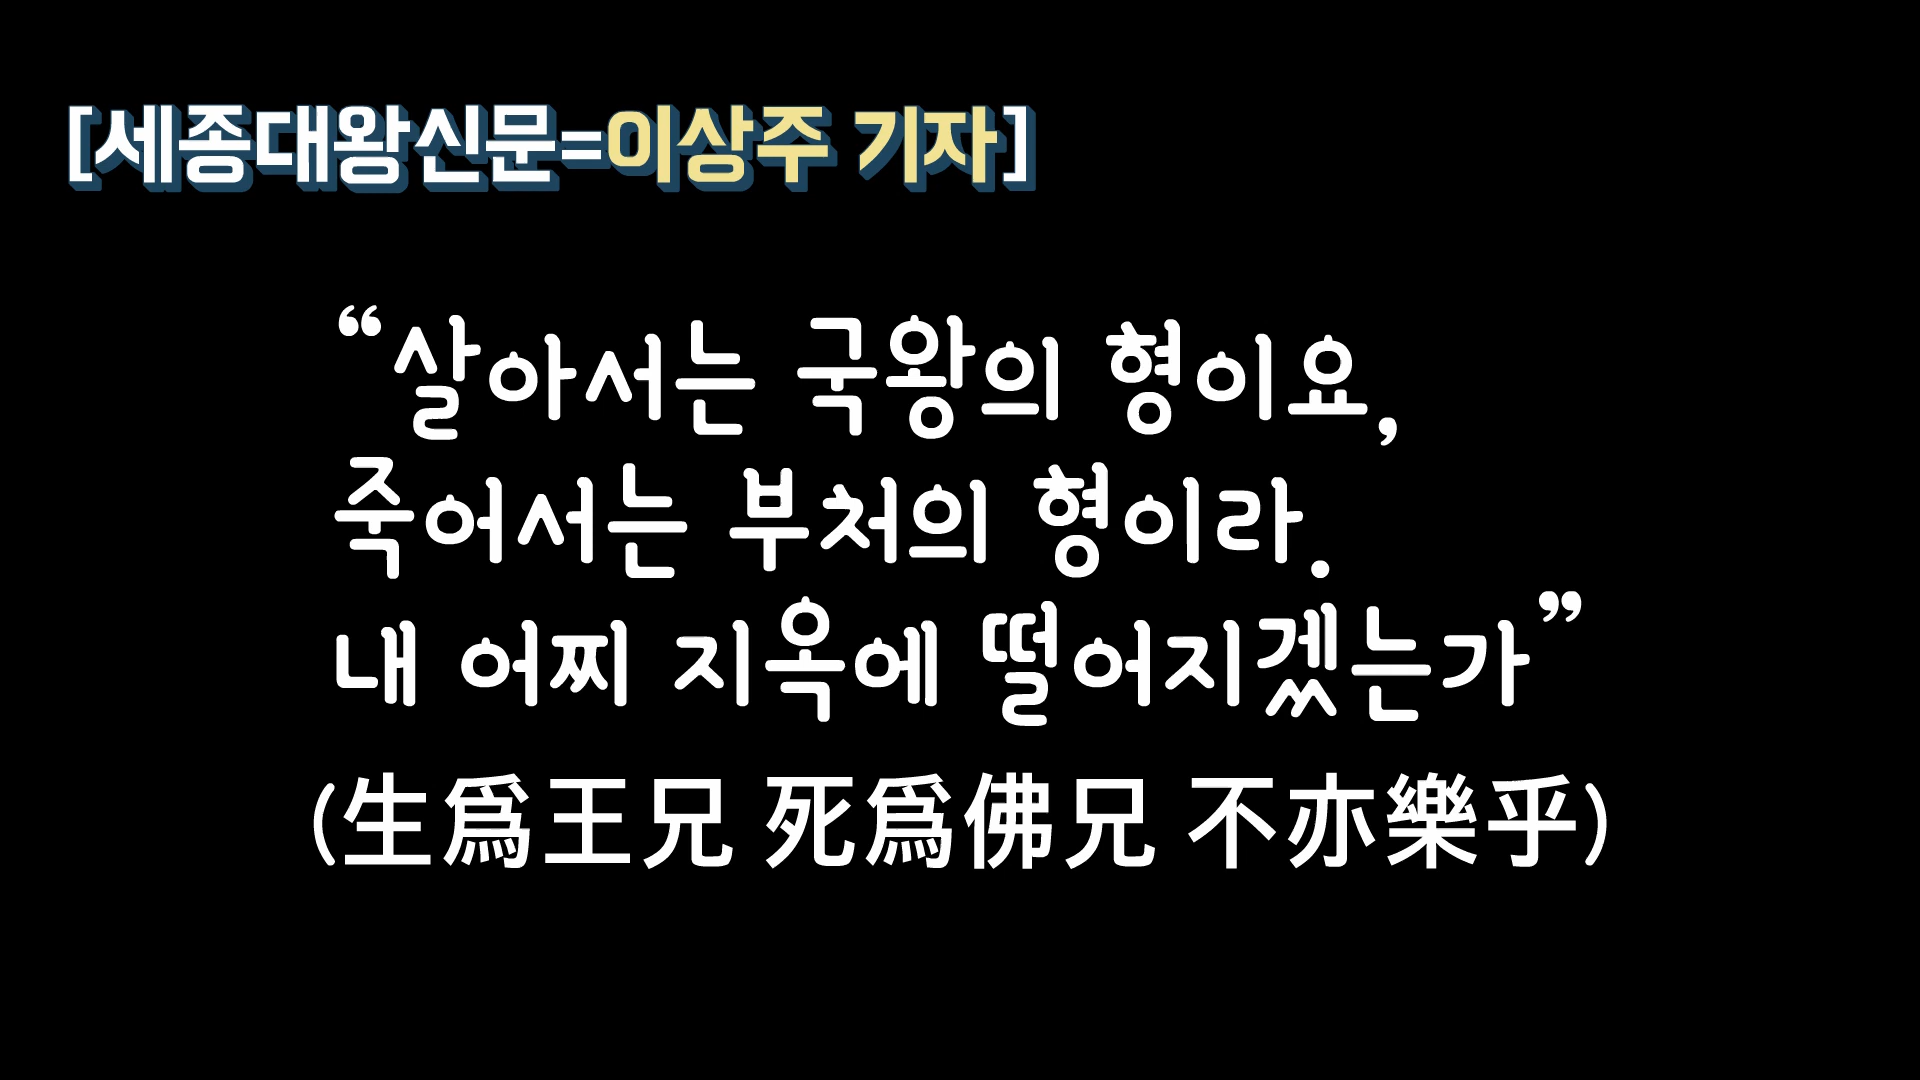 [세종대왕신문=이상주 기자]
“살아서는 국왕의 형이요,
죽어서는 부처의 형이라.
내 어찌 지옥에 떨어지겠는가”
(生爲王兄 死爲佛兄 不亦樂乎)